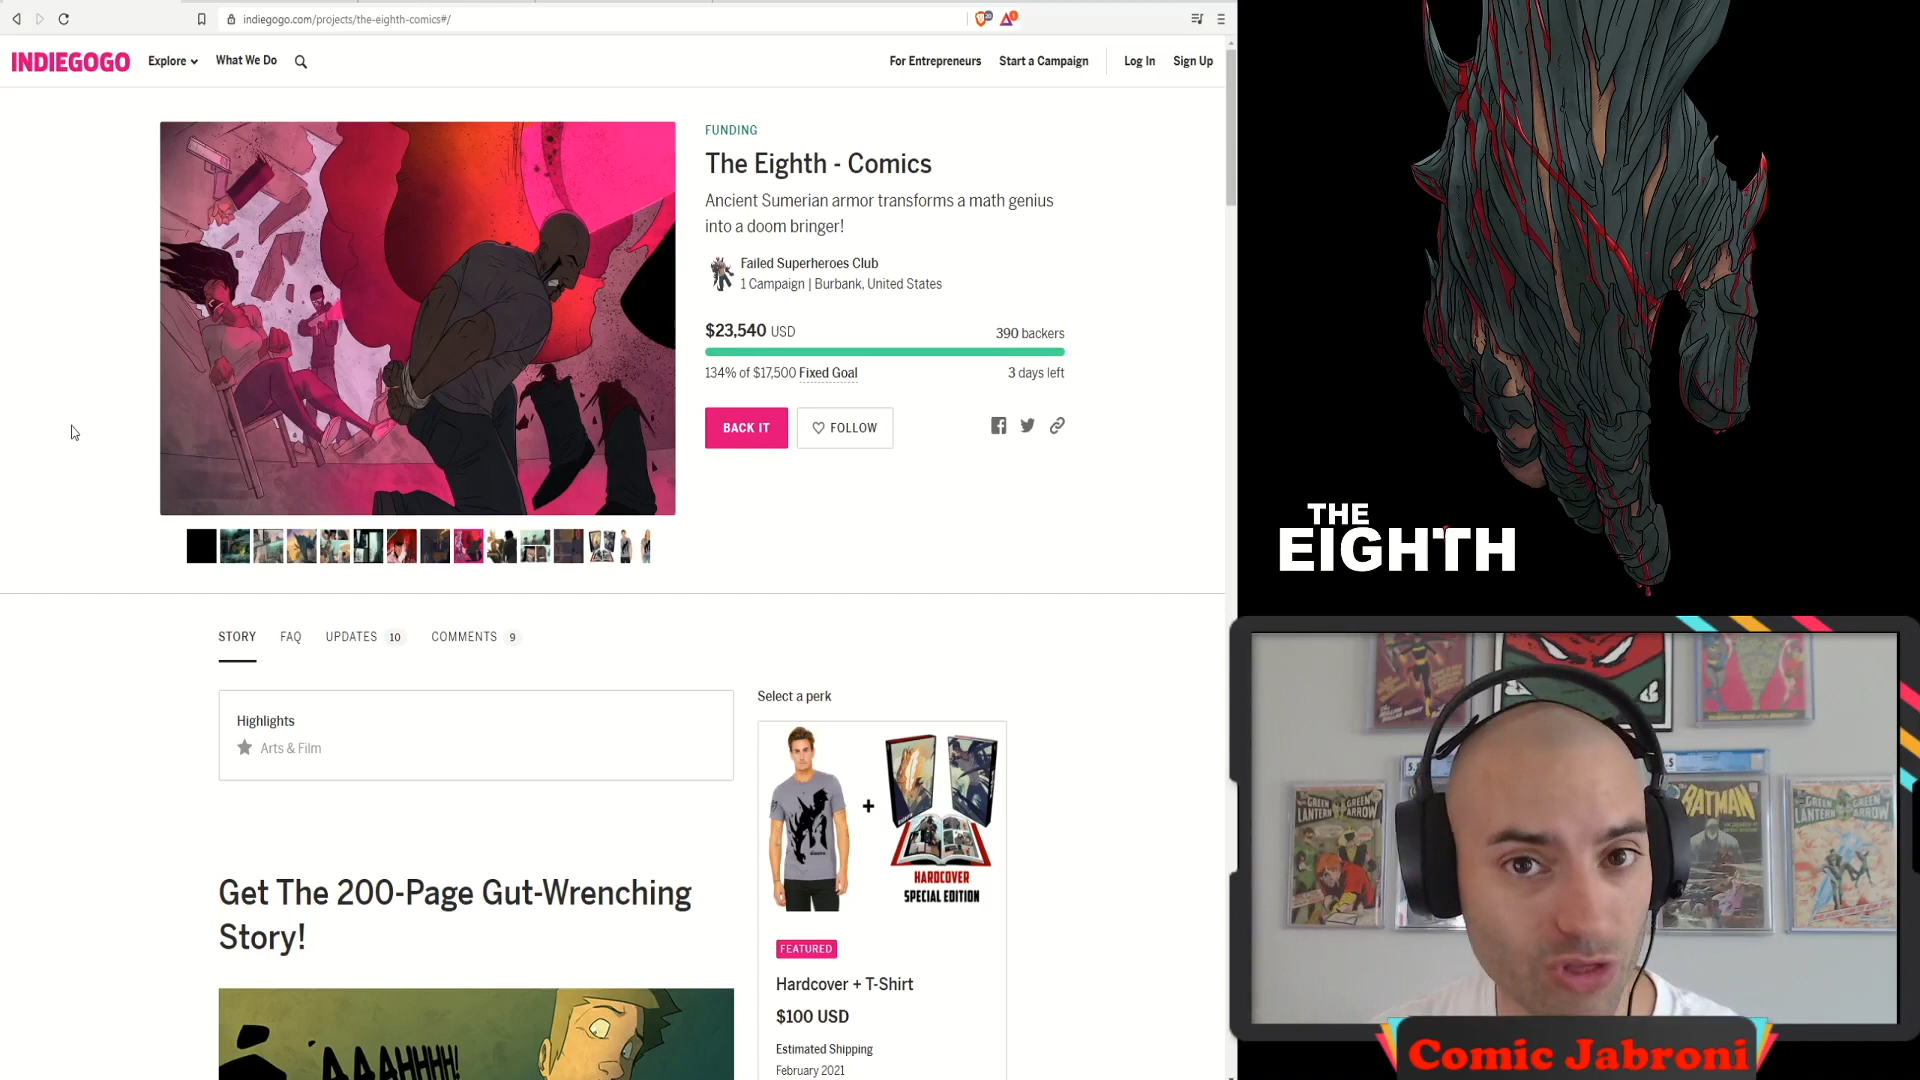 indiegogo.com/projects/the-eighth-comics#/
INDIEGOGO
Explore
What We Do
For Entrepreneurs
Start a Campaign
Log In
Sign Up
FUNDING
The Eighth - Comics
Ancient Sumerian armor transforms a math genius
into a doom bringer!
Failed Superheroes Club
1 Campaign | Burbank, United States
$23,540 USD
390 backers
134% of $17,500 Fixed Goal
3 days left
BACK IT
FOLLOW
STORY
FAQ
UPDATES 10
COMMENTS 9
Highlights
Arts & Film
Get The 200-Page Gut-Wrenching
Story!
AAAHHHH!
Select a perk
+
HARDCOVER
SPECIAL EDITION
FEATURED
Hardcover + T-Shirt
$100 USD
Estimated Shipping
February 2021
THE
EIGHTH
GREEN LANTERN
GREEN ARROW
BATMAN
GREEN LANTERN
GREEN ARROW
Comic Jabroni